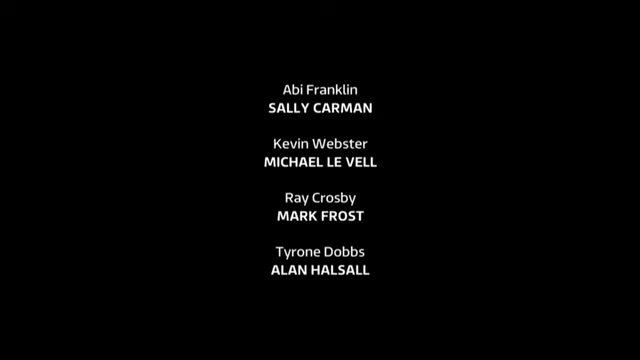 Abi Franklin
SALLY CARMAN
Kevin Webster
MICHAEL LE VELL
Ray Crosby
MARK FROST
Tyrone Dobbs
ALAN HALSALL